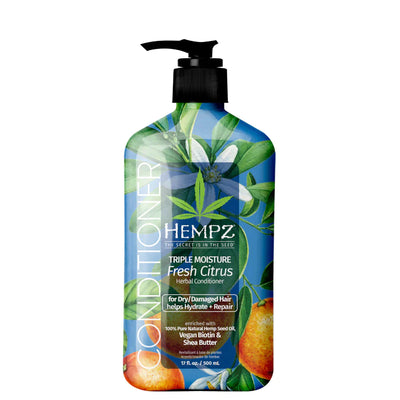 CONDITIONER
HEMPZ
THE SECRET IS IN THE SEED
TRIPLE MOISTURE
Fresh Citrus
Herbal Conditioner
for Dry/Damaged Hair
helps Hydrate + Repair
enriched with
100% Pure Natural Hemp Seed Oil,
Vegan Biotin &
Shea Butter
17 fl. oz. / 500 mL